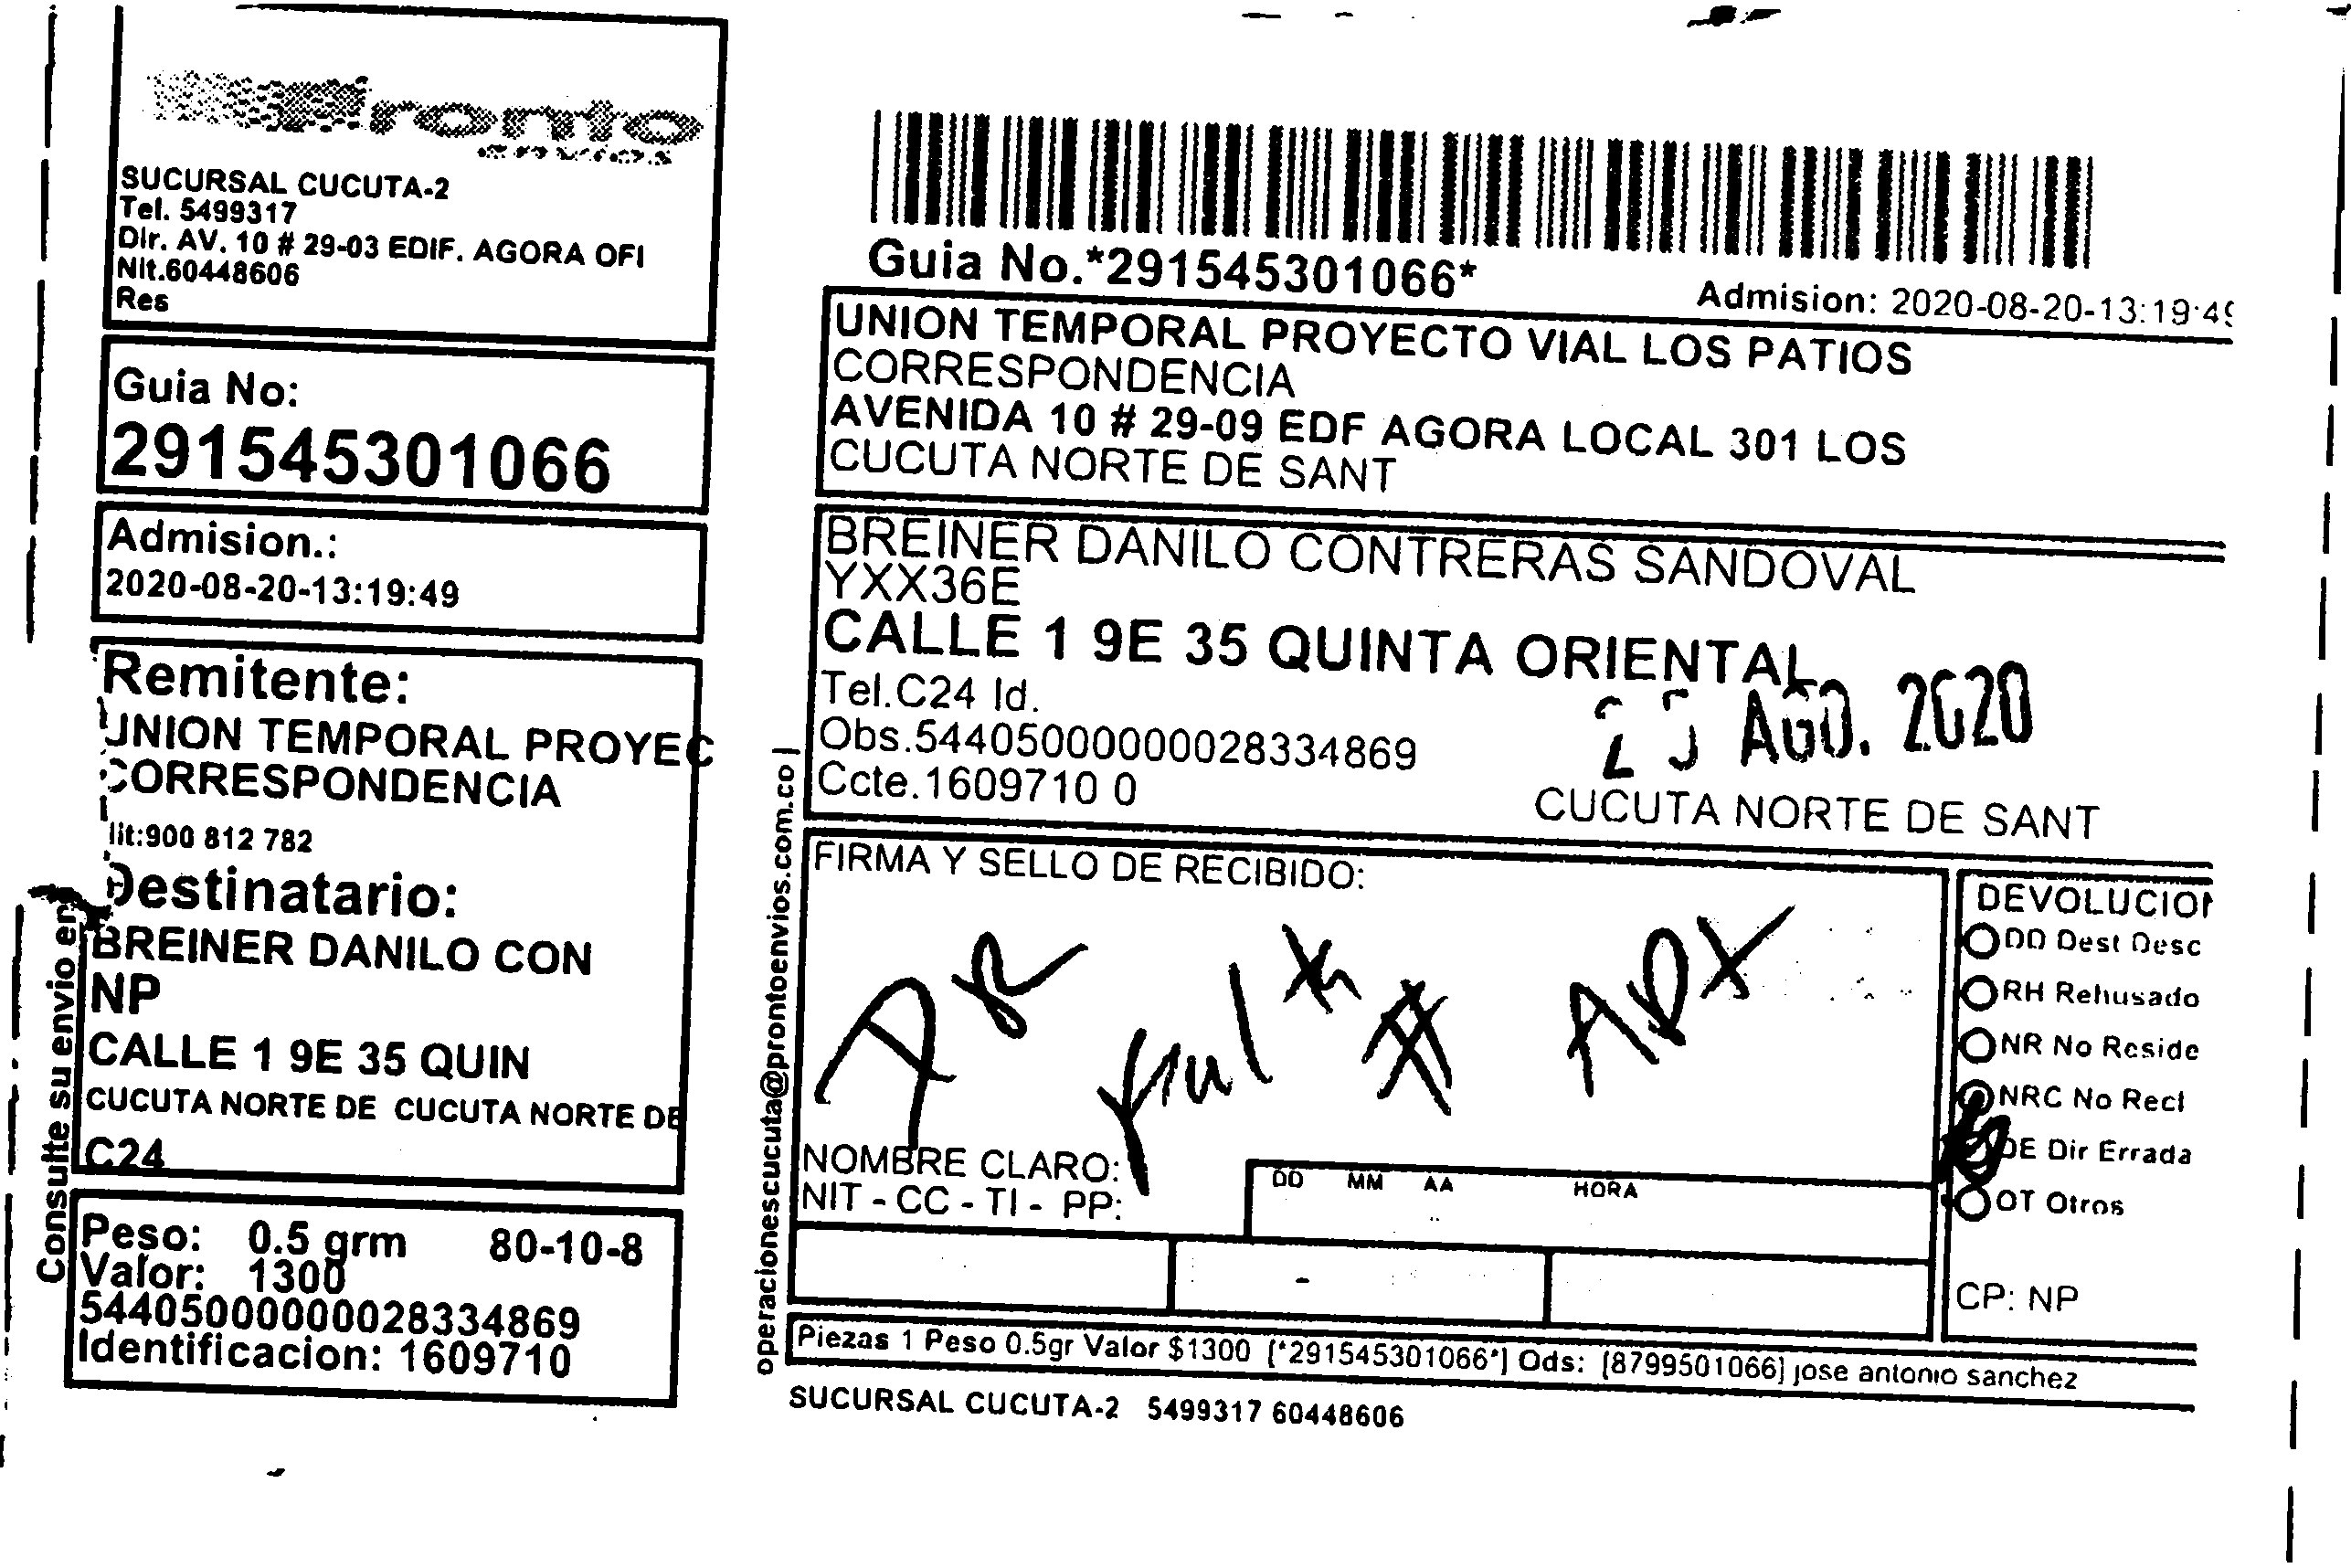 Pronto
envios
SUCURSAL CUCUTA-2
Tel. 5499317
Dir. AV. 10 # 29-03 EDIF. AGORA OFI
Nit.60448606
Res
Guia No:
291545301066
Admision.:
2020-08-20-13:19:49
Remitente:
UNION TEMPORAL PROYEC
CORRESPONDENCIA
Nit:900 812 782
Destinatario:
BREINER DANILO CON
NP
CALLE 1 9E 35 QUIN
CUCUTA NORTE DE CUCUTA NORTE DE
C24
Peso: 0.5 grm 80-10-8
Valor: 1300
544050000000028334869
Identificacion: 1609710
Consulte su envio en
operacionescucuta@prontoenvios.com.co |
Guia No.*291545301066*
Admision: 2020-08-20-13:19:49
UNION TEMPORAL PROYECTO VIAL LOS PATIOS
CORRESPONDENCIA
AVENIDA 10 # 29-09 EDF AGORA LOCAL 301 LOS
CUCUTA NORTE DE SANT
BREINER DANILO CONTRERAS SANDOVAL
YXX36E
CALLE 1 9E 35 QUINTA ORIENTAL
Tel.C24 Id.
AGO. 2020
Obs.544050000000028334869
Ccte.1609710 0
CUCUTA NORTE DE SANT
FIRMA Y SELLO DE RECIBIDO:
NOMBRE CLARO:
NIT - CC - TI - PP:
DD MM AA HORA
DEVOLUCION
DD Dest Desc
RH Rehusado
NR No Reside
NRC No Recl
DE Dir Errada
OT Otros
CP: NP
Piezas 1 Peso 0.5gr Valor $1300 [*291545301066*] Ods: [8799501066] jose antonio sanchez
SUCURSAL CUCUTA-2 5499317 60448606